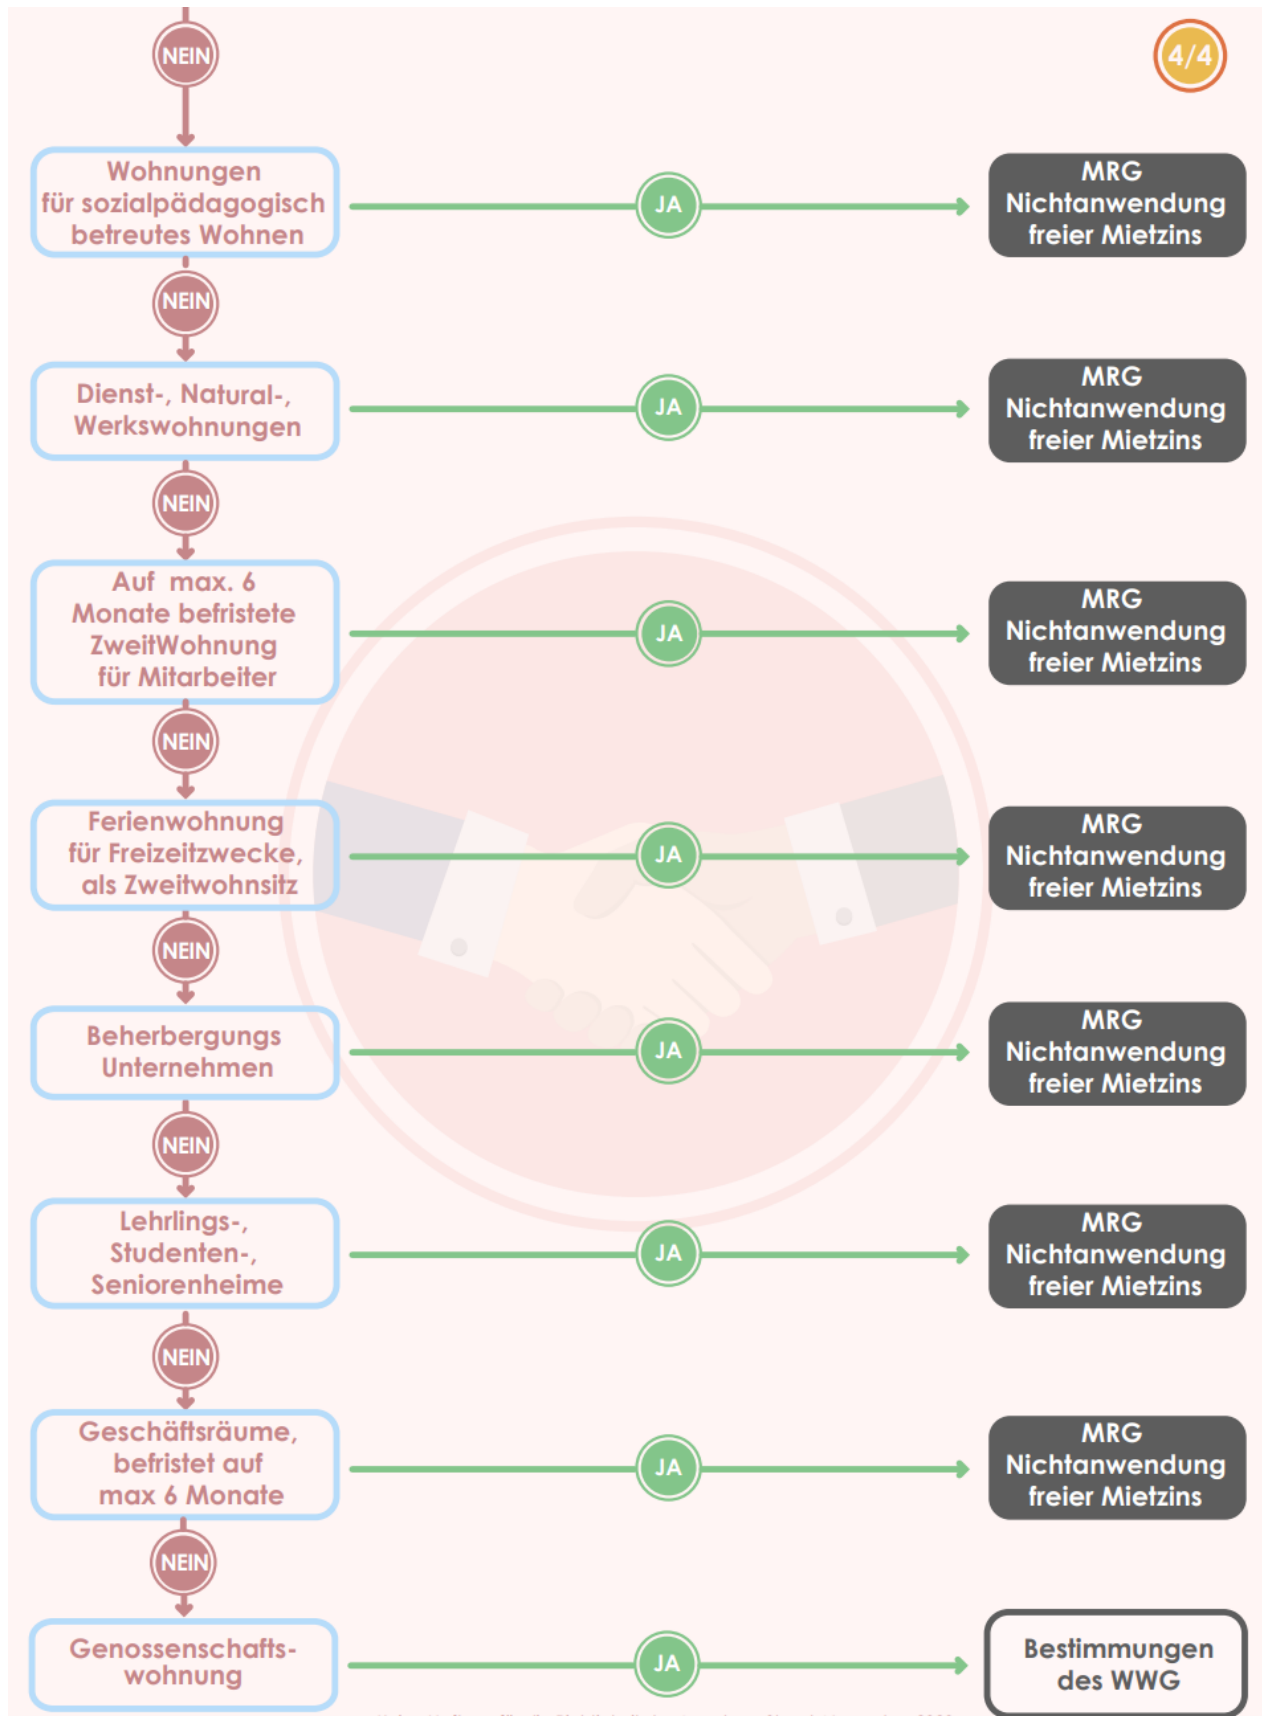 NEIN
4/4
Wohnungen
für sozialpädagogisch
betreutes Wohnen
JA
MRG
Nichtanwendung
freier Mietzins
NEIN
Dienst-, Natural-,
Werkswohnungen
JA
MRG
Nichtanwendung
freier Mietzins
NEIN
Auf max. 6
Monate befristete
ZweitWohnung
für Mitarbeiter
JA
MRG
Nichtanwendung
freier Mietzins
NEIN
Ferienwohnung
für Freizeitzwecke,
als Zweitwohnsitz
JA
MRG
Nichtanwendung
freier Mietzins
NEIN
Beherbergungs
Unternehmen
JA
MRG
Nichtanwendung
freier Mietzins
NEIN
Lehrlings-,
Studenten-,
Seniorenheime
JA
MRG
Nichtanwendung
freier Mietzins
NEIN
Geschäftsräume,
befristet auf
max 6 Monate
JA
MRG
Nichtanwendung
freier Mietzins
NEIN
Genossenschafts-
wohnung
JA
Bestimmungen
des WWG